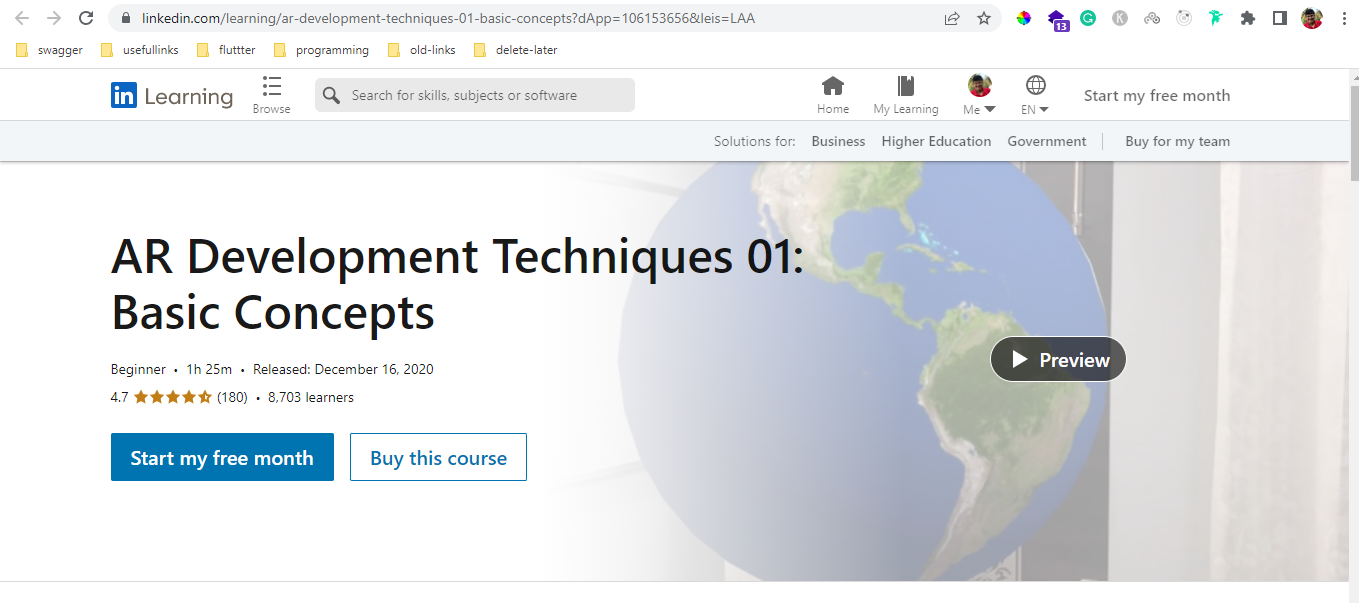 linkedin.com/learning/ar-development-techniques-01-basic-concepts?dApp=106153656&leis=LAA
13
G
K
swagger usefullinks fluttter programming old-links delete-later
in Learning
Browse
Search for skills, subjects or software
Home My Learning Me EN
Start my free month
Solutions for: Business Higher Education Government Buy for my team
AR Development Techniques 01:
Basic Concepts
Beginner • 1h 25m • Released: December 16, 2020
4.7 (180) • 8,703 learners
Start my free month Buy this course
Preview